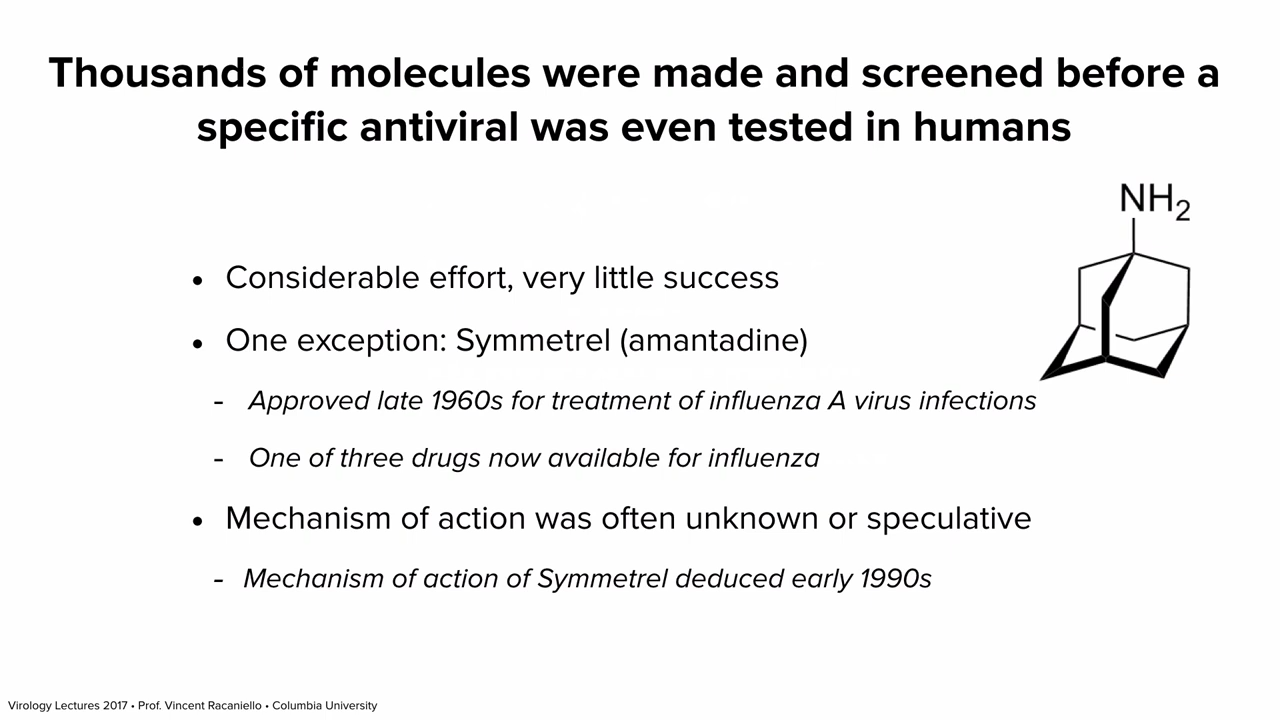 Thousands of molecules were made and screened before a
specific antiviral was even tested in humans
NH2
• Considerable effort, very little success
• One exception: Symmetrel (amantadine)
- Approved late 1960s for treatment of influenza A virus infections
- One of three drugs now available for influenza
• Mechanism of action was often unknown or speculative
- Mechanism of action of Symmetrel deduced early 1990s
Virology Lectures 2017 • Prof. Vincent Racaniello • Columbia University